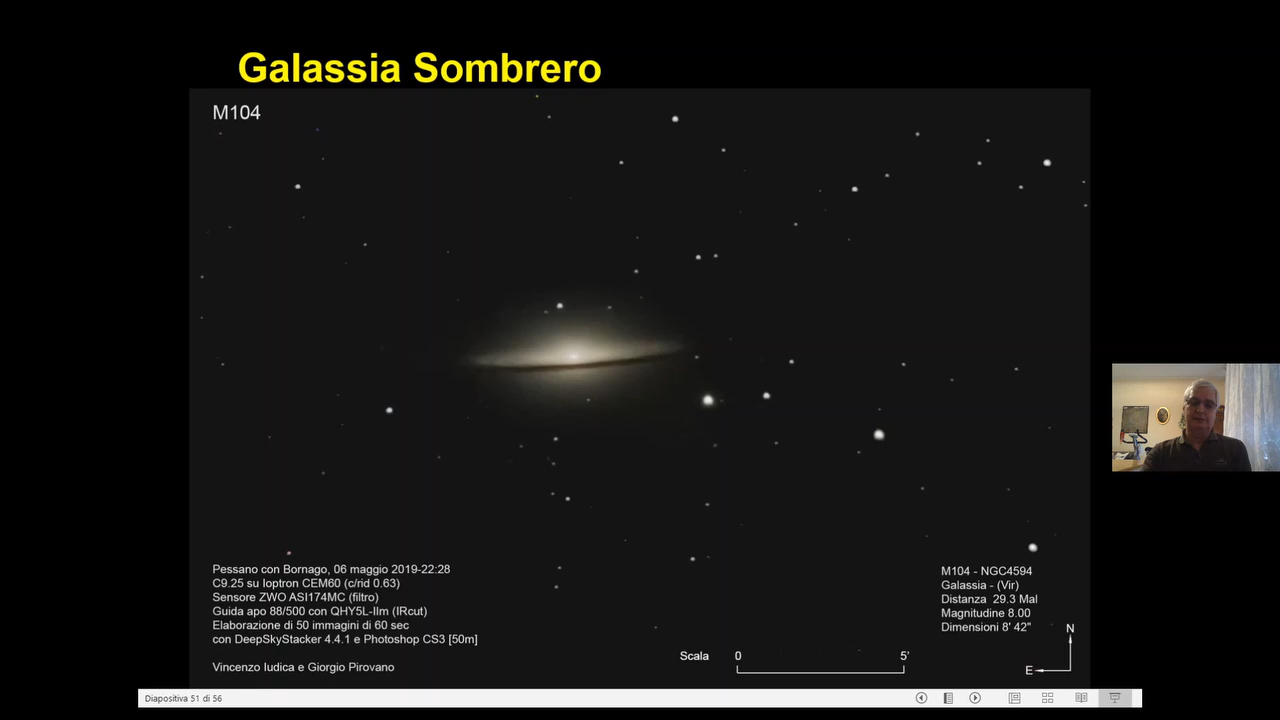 Galassia Sombrero
M104
Pessano con Bornago, 06 maggio 2019-22:28
C9.25 su Ioptron CEM60 (c/rid 0.63)
Sensore ZWO ASI174MC (filtro)
Guida apo 88/500 con QHY5L-IIm (IRcut)
Elaborazione di 50 immagini di 60 sec
con DeepSkyStacker 4.4.1 e Photoshop CS3 [50m]
Vincenzo Iudica e Giorgio Pirovano
M104 - NGC4594
Galassia - (Vir)
Distanza 29.3 Mal
Magnitudine 8.00
Dimensioni 8' 42"
N
E
Scala 0 5'
Diapositiva 51 di 56